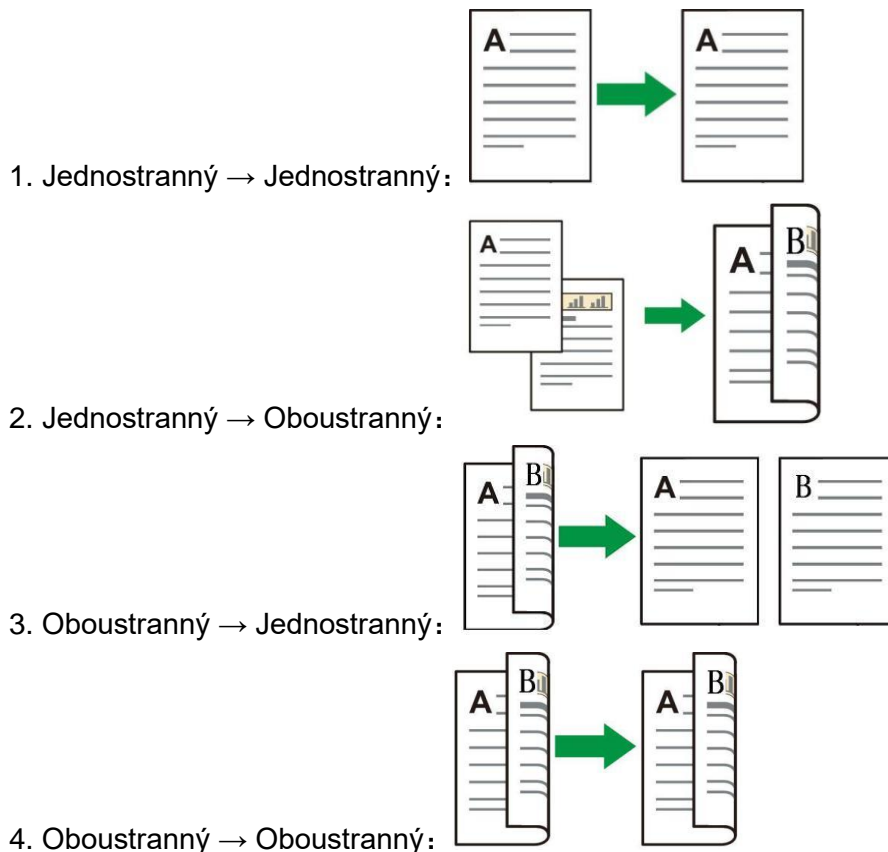 A A
1. Jednostranný → Jednostranný：
A A B
2. Jednostranný → Oboustranný：
A B A B
3. Oboustranný → Jednostranný：
A B A B
4. Oboustranný → Oboustranný：